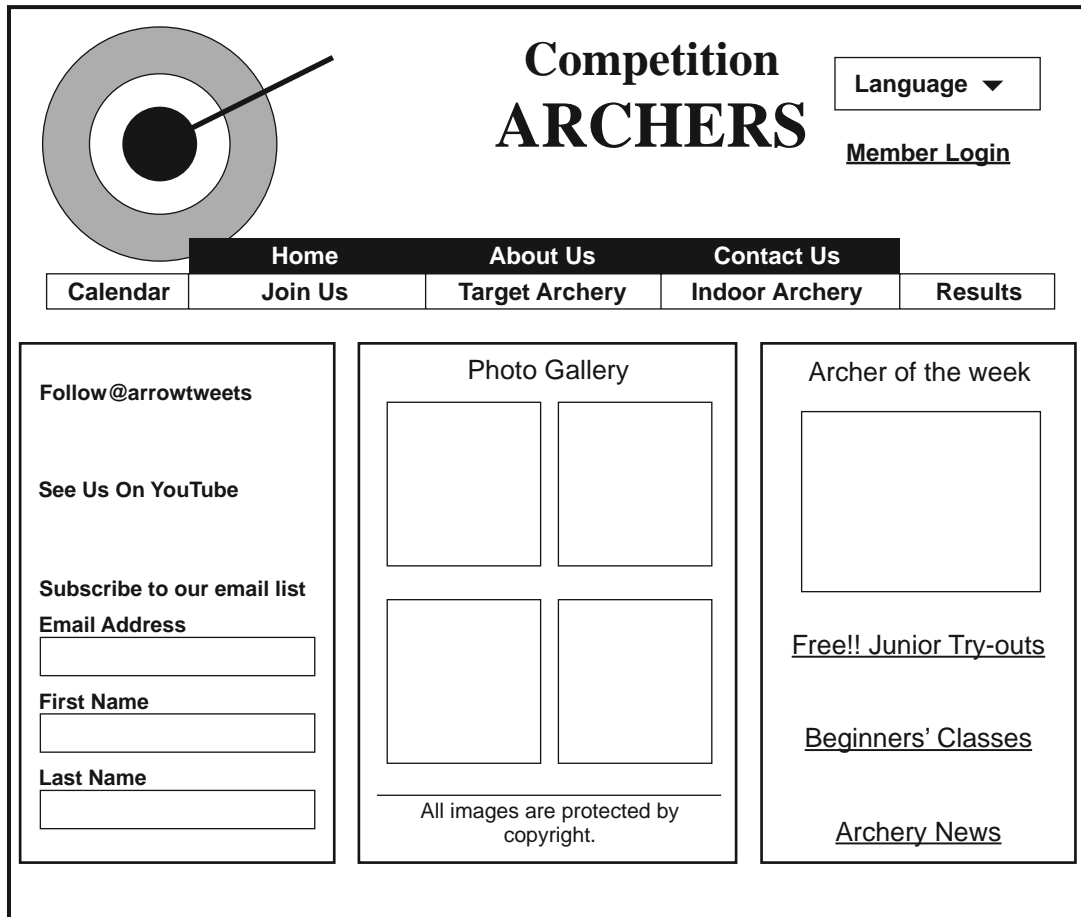 Competition
ARCHERS
Language
Member Login
Home About Us Contact Us
Calendar Join Us Target Archery Indoor Archery Results
Follow@arrowtweets
See Us On YouTube
Subscribe to our email list
Email Address
First Name
Last Name
Photo Gallery
All images are protected by
copyright.
Archer of the week
Free!! Junior Try-outs
Beginners’ Classes
Archery News